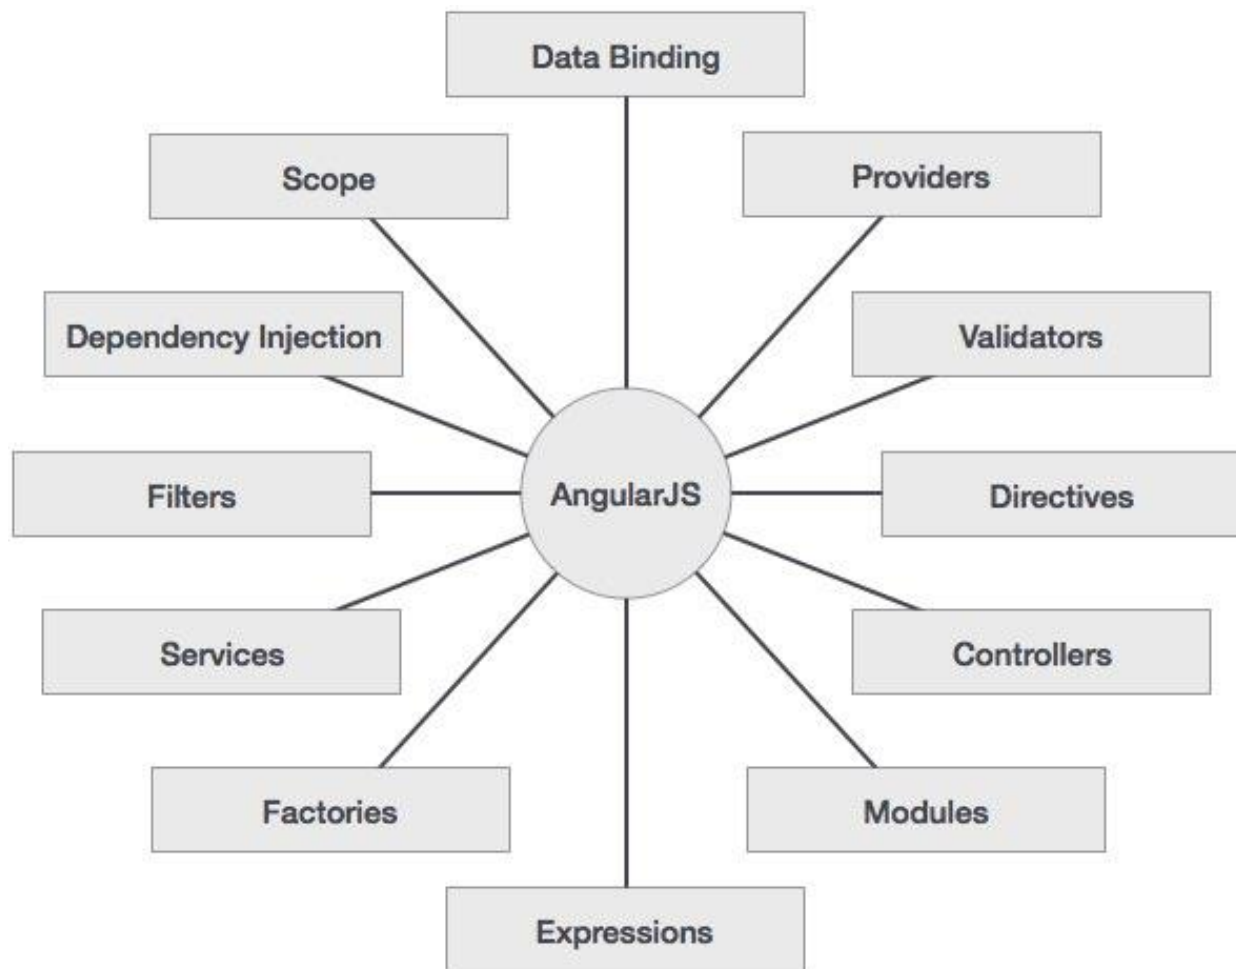 Data Binding
Scope
Providers
Dependency Injection
Validators
Filters
AngularJS
Directives
Services
Controllers
Factories
Modules
Expressions